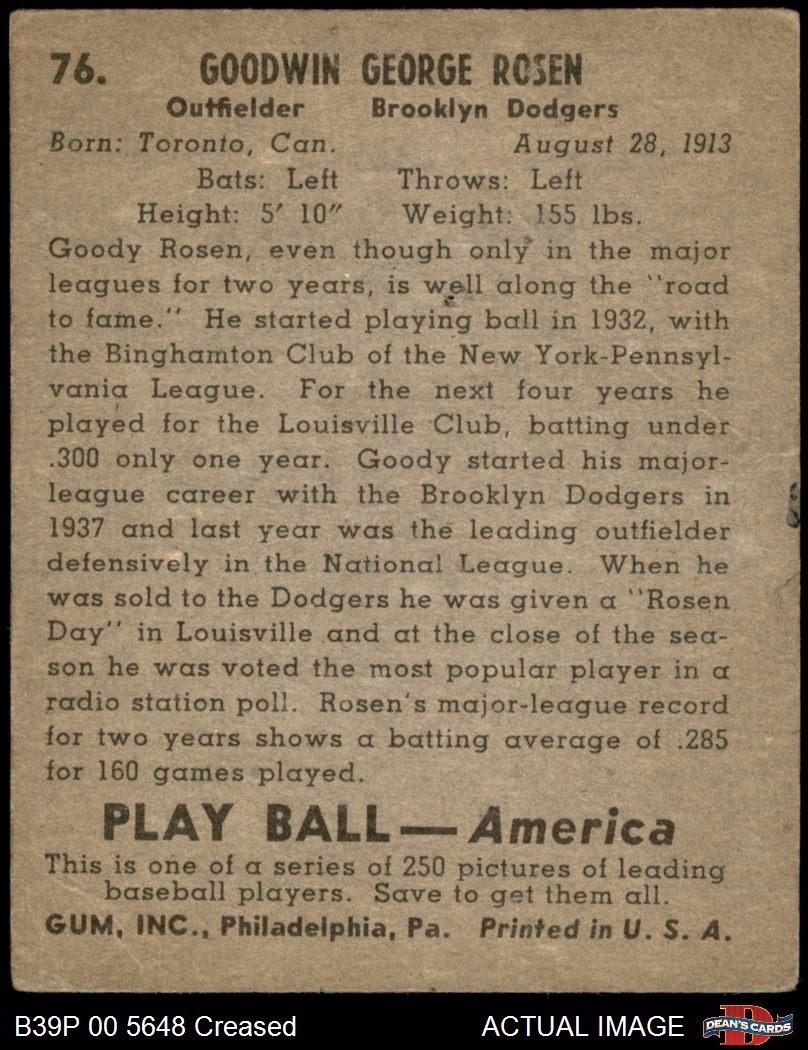 76. GOODWIN GEORGE ROSEN
Outfielder Brooklyn Dodgers
Born: Toronto, Can. August 28, 1913
Bats: Left Throws: Left
Height: 5' 10" Weight: 155 lbs.
Goody Rosen, even though only in the major
leagues for two years, is well along the "road
to fame." He started playing ball in 1932, with
the Binghamton Club of the New York-Pennsyl-
vania League. For the next four years he
played for the Louisville Club, batting under
.300 only one year. Goody started his major-
league career with the Brooklyn Dodgers in
1937 and last year was the leading outfielder
defensively in the National League. When he
was sold to the Dodgers he was given a "Rosen
Day" in Louisville and at the close of the sea-
son he was voted the most popular player in a
radio station poll. Rosen's major-league record
for two years shows a batting average of .285
for 160 games played.
PLAY BALL — America
This is one of a series of 250 pictures of leading
baseball players. Save to get them all.
GUM, INC., Philadelphia, Pa. Printed in U. S. A.
B39P 00 5648 Creased ACTUAL IMAGE D DEAN'S CARDS